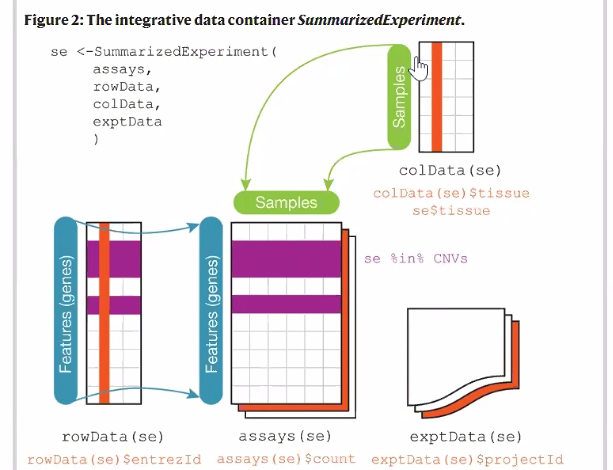 Figure 2: The integrative data container SummarizedExperiment.
se <-SummarizedExperiment(
assays,
rowData,
colData,
exptData
)
Samples
colData(se)
colData(se)$tissue
se$tissue
Samples
Features (genes)
Features (genes)
se %in% CNVs
rowData(se)
assays(se)
exptData(se)
rowData(se)$entrezId
assays(se)$count
exptData(se)$projectId